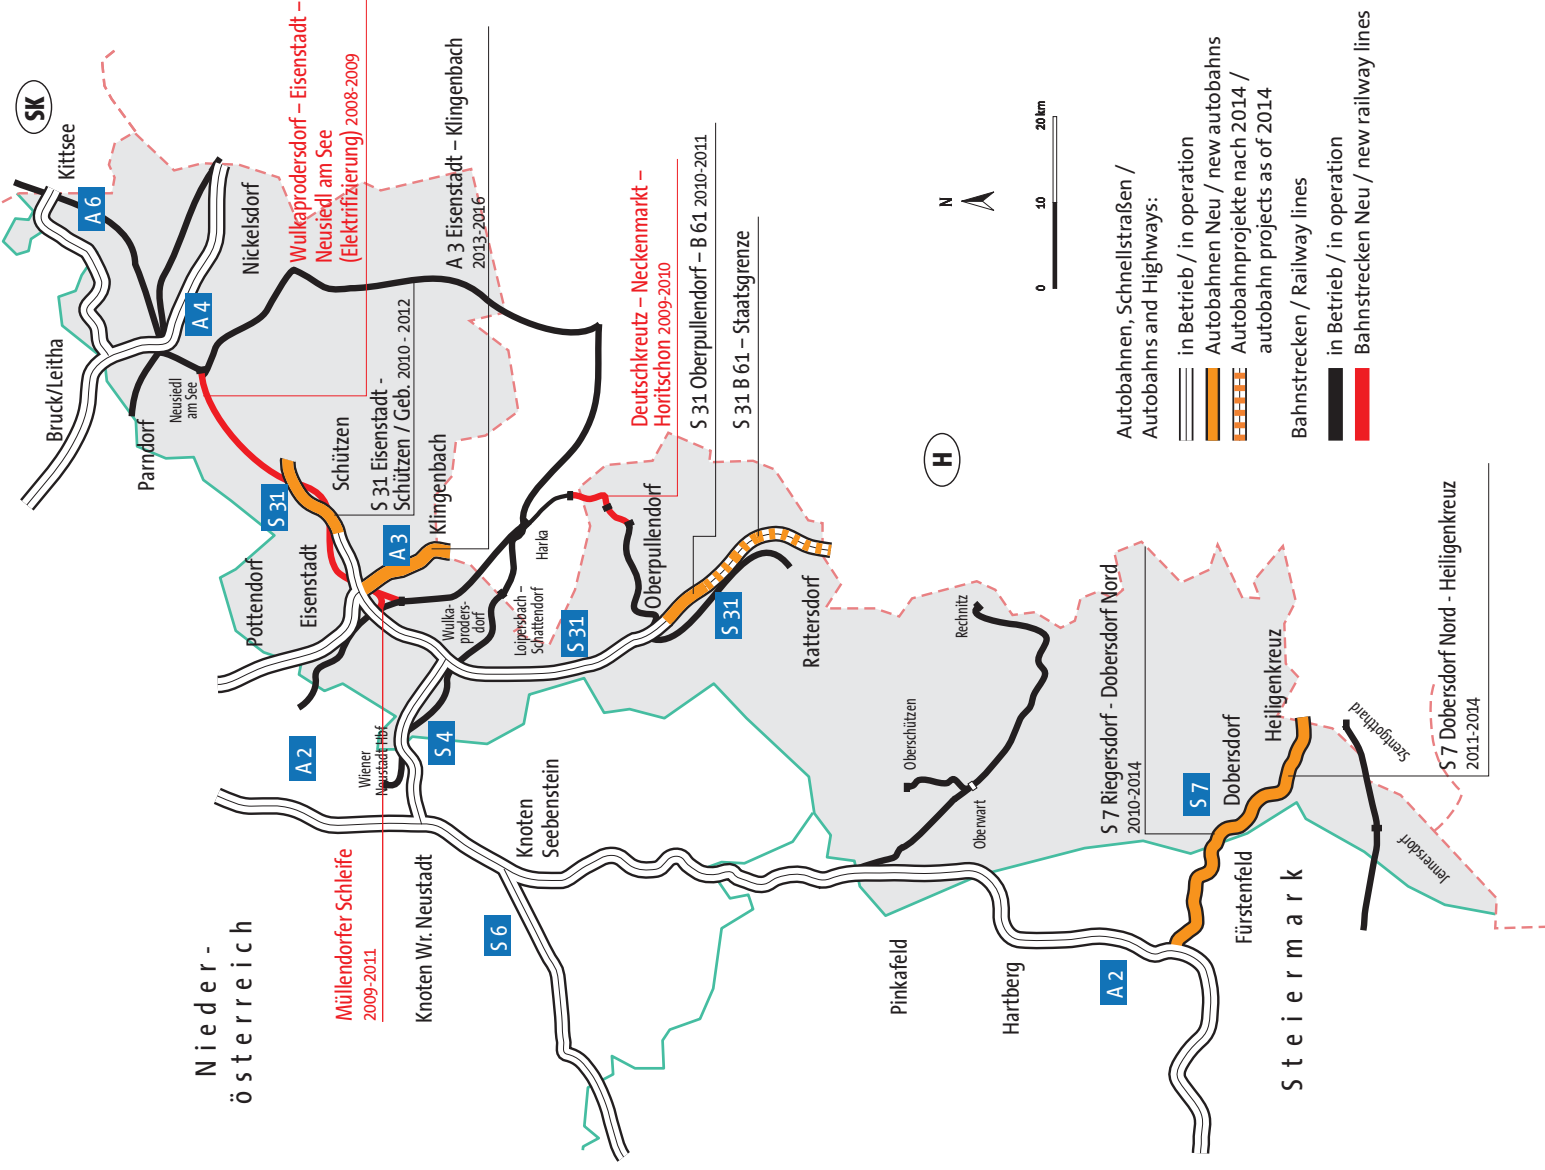 SK
Kittsee
A 6
Bruck/Leitha
Nickelsdorf
A 4
Parndorf
Neusiedl
am See
Wulkaprodersdorf – Eisenstadt –
Neusiedl am See
(Elektrifizierung) 2008-2009
Schützen
S 31
S 31 Eisenstadt -
Schützen / Geb. 2010 - 2012
A 3 Eisenstadt – Klingenbach
2013-2016
Pottendorf
Eisenstadt
A 3
Klingenbach
Harka
Wulka-
proders-
dorf
Loipersbach –
Schattendorf
Deutschkreutz – Neckenmarkt –
Horitschon 2009-2010
S 31 Oberpullendorf – B 61 2010-2011
S 31 B 61 – Staatsgrenze
Oberpullendorf
S 31
S 31
Rattersdorf
A 2
Wiener
Neustadt Hbf
S 4
Knoten
Seebenstein
Müllendorfer Schleife
2009-2011
Knoten Wr. Neustadt
S 6
Nieder-
österreich
H
Rechnitz
Oberschützen
Oberwart
Pinkafeld
Hartberg
A 2
S 7 Riegersdorf - Dobersdorf Nord
2010-2014
Heiligenkreuz
S 7
Dobersdorf
Fürstenfeld
Steiermark
Szentgotthard
Jennersdorf
S 7 Dobersdorf Nord - Heiligenkreuz
2011-2014
N
0 10 20 km
Autobahnen, Schnellstraßen /
Autobahns and Highways:
in Betrieb / in operation
Autobahnen Neu / new autobahns
Autobahnprojekte nach 2014 /
autobahn projects as of 2014
Bahnstrecken / Railway lines
in Betrieb / in operation
Bahnstrecken Neu / new railway lines